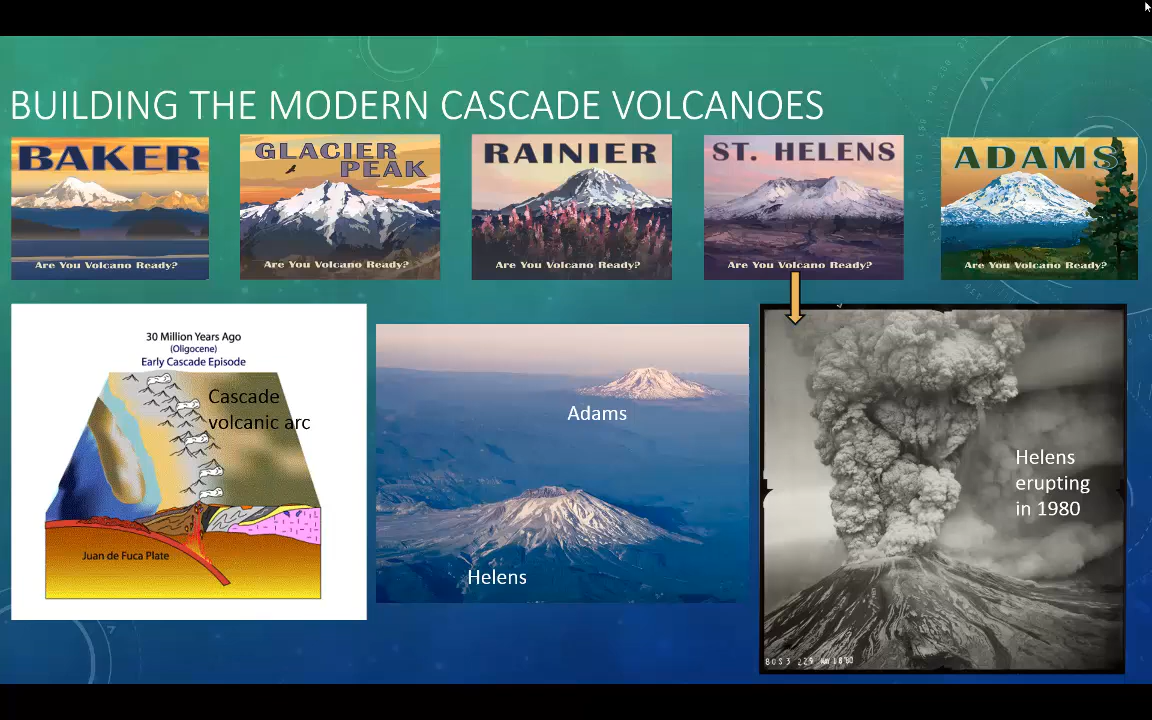 BUILDING THE MODERN CASCADE VOLCANOES
BAKER
Are You Volcano Ready?
GLACIER
PEAK
Are You Volcano Ready?
RAINIER
Are You Volcano Ready?
ST. HELENS
Are You Volcano Ready?
ADAMS
Are You Volcano Ready?
30 Million Years Ago
(Oligocene)
Early Cascade Episode
Cascade
volcanic arc
Juan de Fuca Plate
Adams
Helens
Helens
erupting
in 1980